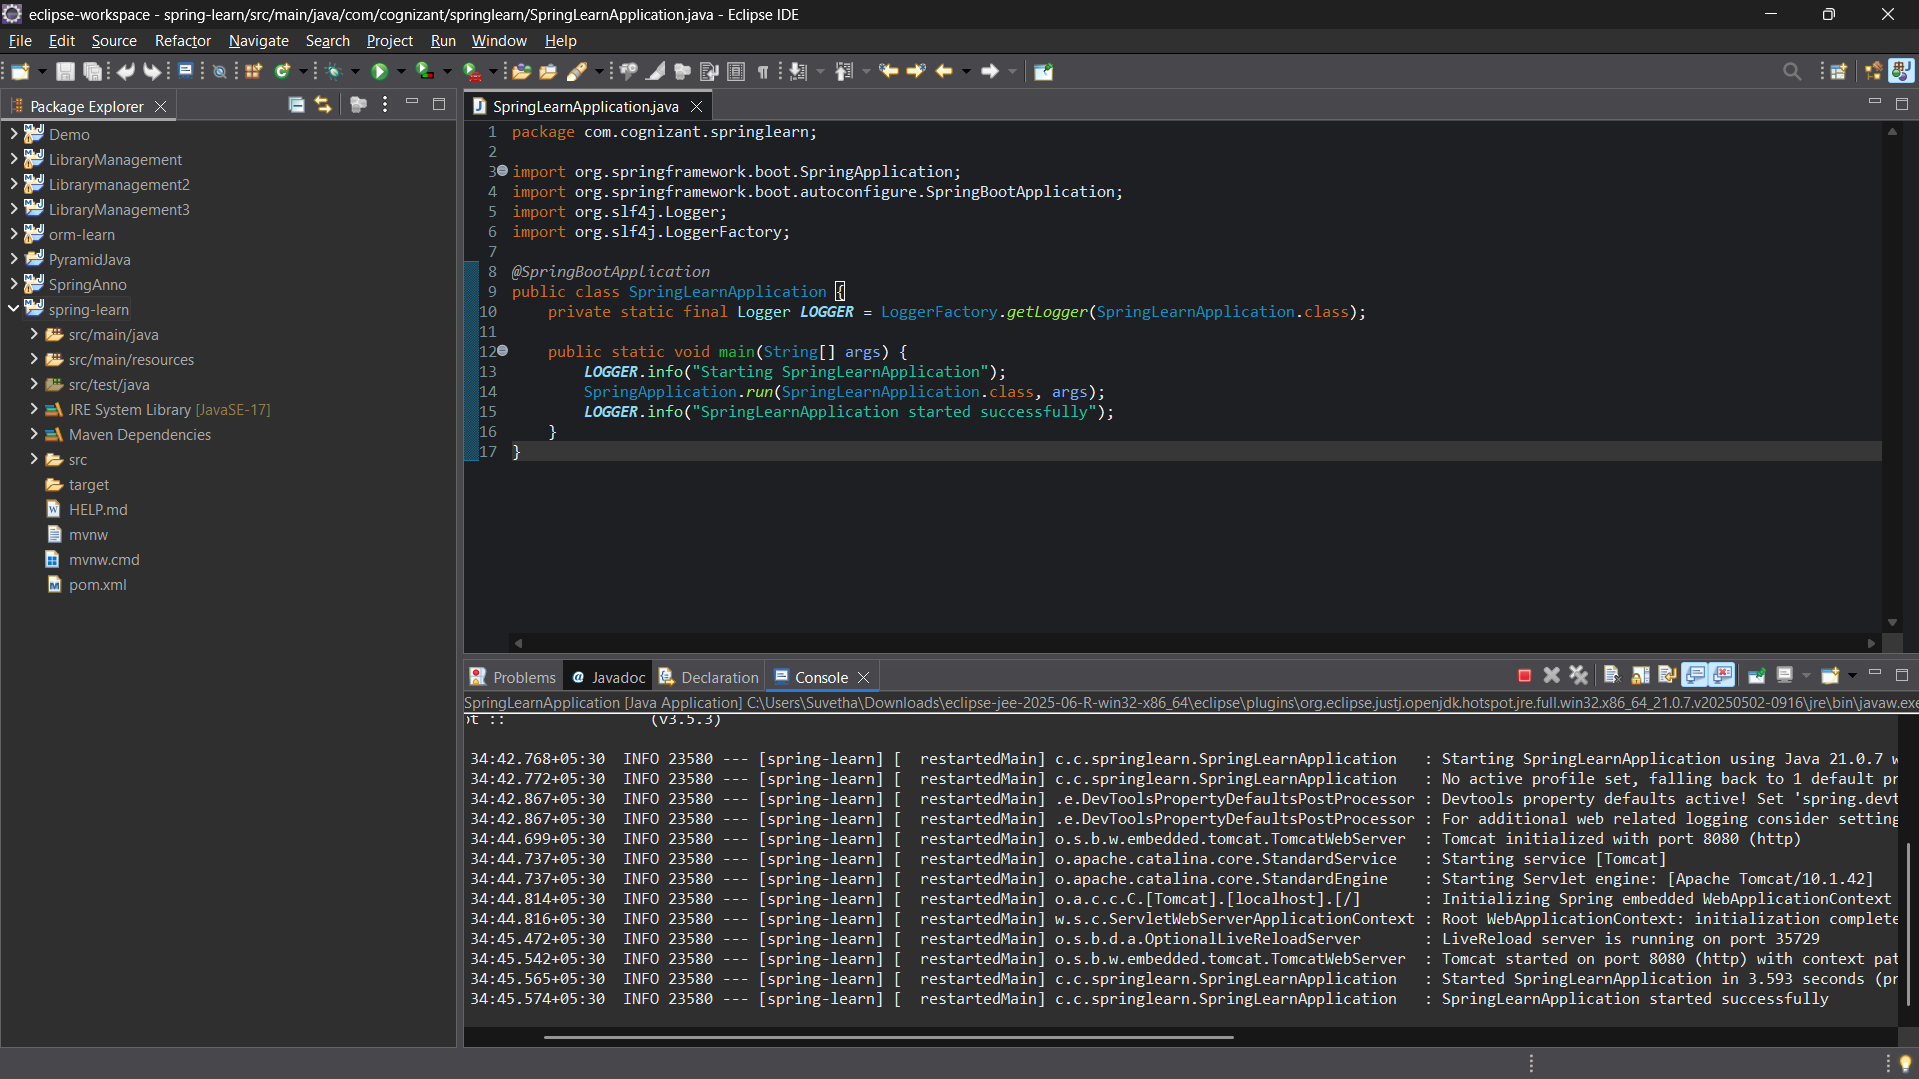 eclipse-workspace - spring-learn/src/main/java/com/cognizant/springlearn/SpringLearnApplication.java - Eclipse IDE
File Edit Source Refactor Navigate Search Project Run Window Help
Package Explorer
Demo
LibraryManagement
Librarymanagement2
LibraryManagement3
orm-learn
PyramidJava
SpringAnno
spring-learn
src/main/java
src/main/resources
src/test/java
JRE System Library [JavaSE-17]
Maven Dependencies
src
target
HELP.md
mvnw
mvnw.cmd
pom.xml
SpringLearnApplication.java
1 package com.cognizant.springlearn;
2
3 import org.springframework.boot.SpringApplication;
4 import org.springframework.boot.autoconfigure.SpringBootApplication;
5 import org.slf4j.Logger;
6 import org.slf4j.LoggerFactory;
7
8 @SpringBootApplication
9 public class SpringLearnApplication {
10     private static final Logger LOGGER = LoggerFactory.getLogger(SpringLearnApplication.class);
11
12     public static void main(String[] args) {
13         LOGGER.info("Starting SpringLearnApplication");
14         SpringApplication.run(SpringLearnApplication.class, args);
15         LOGGER.info("SpringLearnApplication started successfully");
16     }
17 }
Problems @ Javadoc Declaration Console
SpringLearnApplication [Java Application] C:\Users\Suvetha\Downloads\eclipse-jee-2025-06-R-win32-x86_64\eclipse\plugins\org.eclipse.justj.openjdk.hotspot.jre.full.win32.x86_64_21.0.7.v20250502-0916\jre\bin\javaw.exe
ot :: (v3.5.3)
34:42.768+05:30 INFO 23580 --- [spring-learn] [ restartedMain] c.c.springlearn.SpringLearnApplication : Starting SpringLearnApplication using Java 21.0.7 w
34:42.772+05:30 INFO 23580 --- [spring-learn] [ restartedMain] c.c.springlearn.SpringLearnApplication : No active profile set, falling back to 1 default pr
34:42.867+05:30 INFO 23580 --- [spring-learn] [ restartedMain] .e.DevToolsPropertyDefaultsPostProcessor : Devtools property defaults active! Set 'spring.devt
34:42.867+05:30 INFO 23580 --- [spring-learn] [ restartedMain] .e.DevToolsPropertyDefaultsPostProcessor : For additional web related logging consider setting
34:44.699+05:30 INFO 23580 --- [spring-learn] [ restartedMain] o.s.b.w.embedded.tomcat.TomcatWebServer : Tomcat initialized with port 8080 (http)
34:44.737+05:30 INFO 23580 --- [spring-learn] [ restartedMain] o.apache.catalina.core.StandardService : Starting service [Tomcat]
34:44.737+05:30 INFO 23580 --- [spring-learn] [ restartedMain] o.apache.catalina.core.StandardEngine : Starting Servlet engine: [Apache Tomcat/10.1.42]
34:44.814+05:30 INFO 23580 --- [spring-learn] [ restartedMain] o.a.c.c.C.[Tomcat].[localhost].[/] : Initializing Spring embedded WebApplicationContext
34:44.816+05:30 INFO 23580 --- [spring-learn] [ restartedMain] w.s.c.ServletWebServerApplicationContext : Root WebApplicationContext: initialization complete
34:45.472+05:30 INFO 23580 --- [spring-learn] [ restartedMain] o.s.b.d.a.OptionalLiveReloadServer : LiveReload server is running on port 35729
34:45.542+05:30 INFO 23580 --- [spring-learn] [ restartedMain] o.s.b.w.embedded.tomcat.TomcatWebServer : Tomcat started on port 8080 (http) with context pat
34:45.565+05:30 INFO 23580 --- [spring-learn] [ restartedMain] c.c.springlearn.SpringLearnApplication : Started SpringLearnApplication in 3.593 seconds (pr
34:45.574+05:30 INFO 23580 --- [spring-learn] [ restartedMain] c.c.springlearn.SpringLearnApplication : SpringLearnApplication started successfully